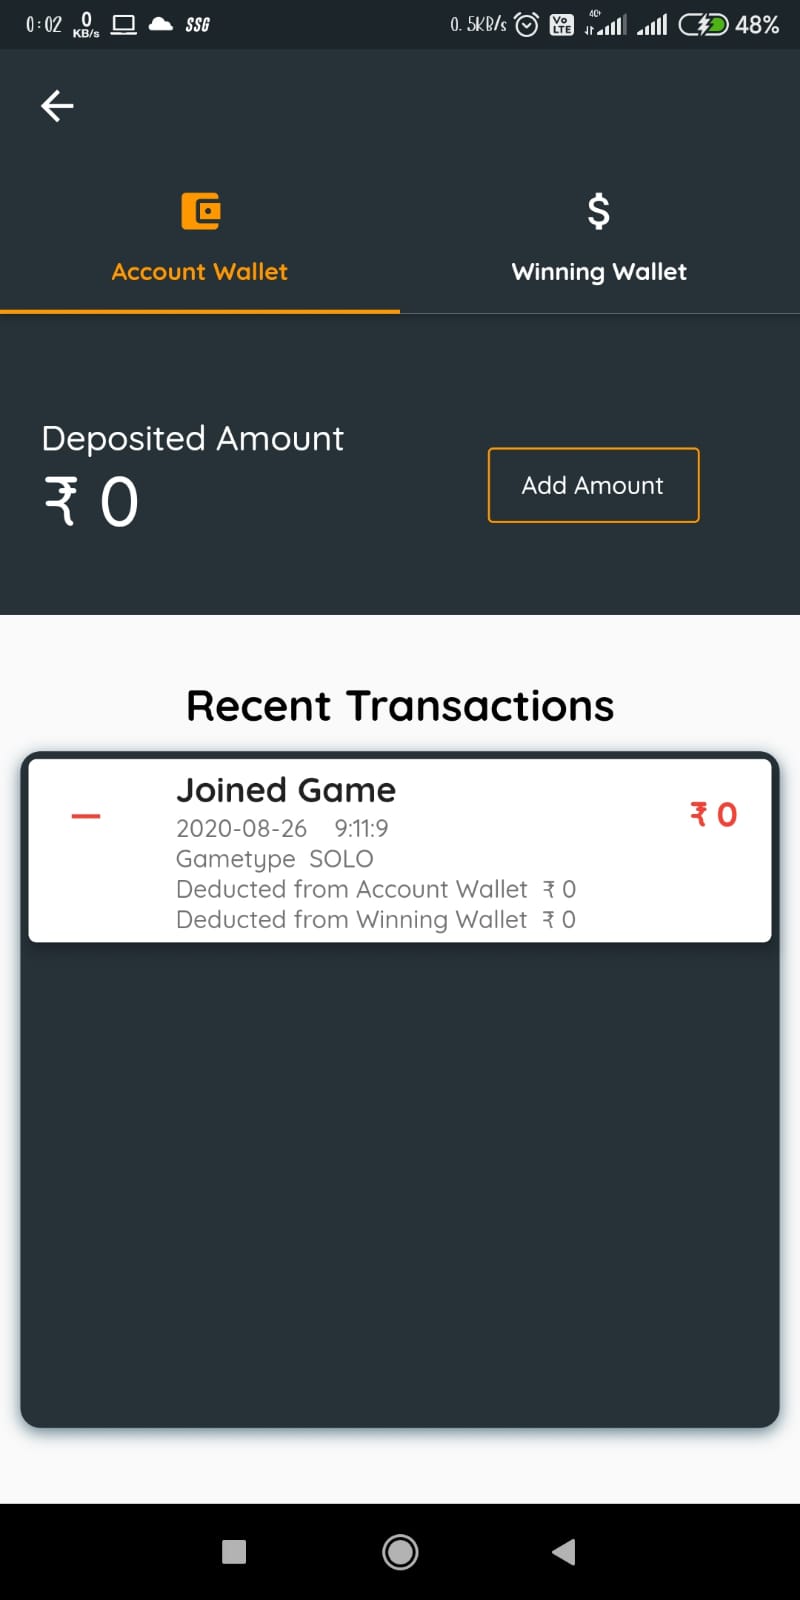 0:02 0 KB/s SSG 0.5KB/s Vo LTE 4G+ 48%
Account Wallet Winning Wallet
Deposited Amount
₹ 0
Add Amount
Recent Transactions
Joined Game
₹ 0
2020-08-26 9:11:9
Gametype SOLO
Deducted from Account Wallet ₹ 0
Deducted from Winning Wallet ₹ 0